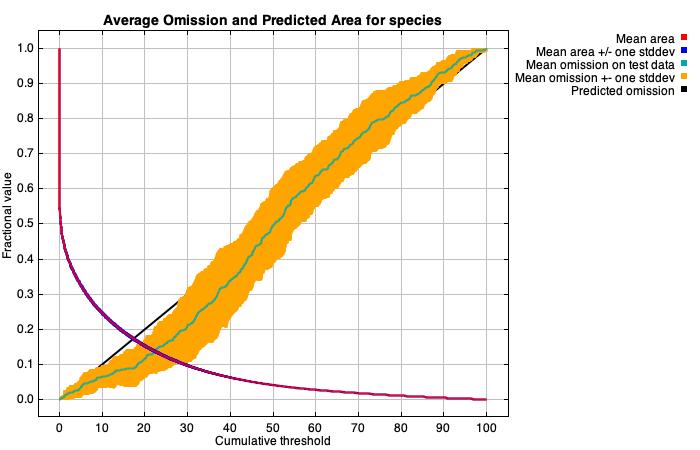 Average Omission and Predicted Area for species
Mean area
Mean area +/- one stddev
Mean omission on test data
Mean omission +- one stddev
Predicted omission
Fractional value
1.0
0.9
0.8
0.7
0.6
0.5
0.4
0.3
0.2
0.1
0.0
0 10 20 30 40 50 60 70 80 90 100
Cumulative threshold